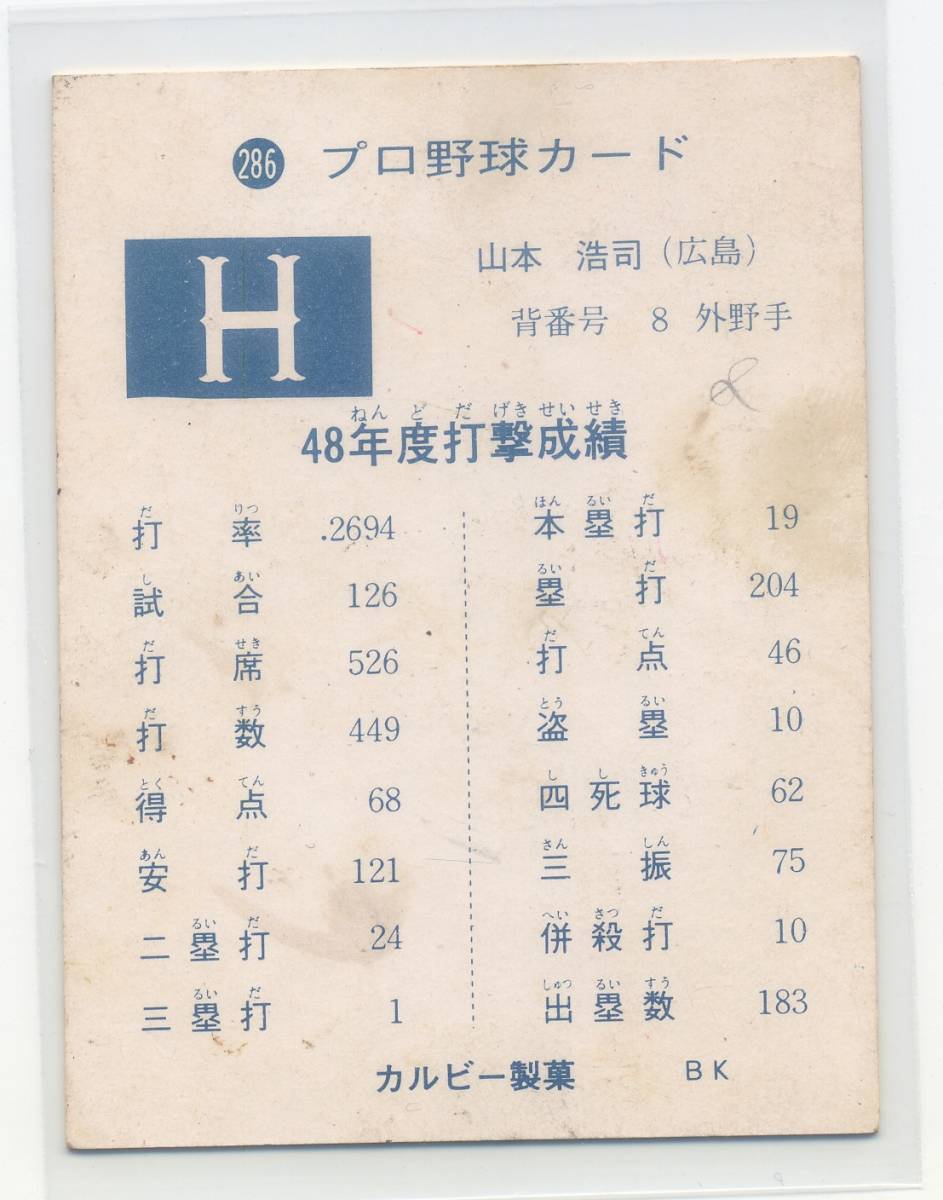 286 プロ野球カード
H
山本 浩司(広島)
背番号 8 外野手
ねんどだげきせいせき
48年度打撃成績
だ りつ
打率 .2694
し あい
試合 126
だ せき
打席 526
だ すう
打数 449
とく てん
得点 68
あん だ
安打 121
るい だ
二塁打 24
るい だ
三塁打 1
ほん るい だ
本塁打 19
るい だ
塁打 204
だ てん
打点 46
とう るい
盗塁 10
し し きゅう
四死球 62
さん しん
三振 75
へい さつ だ
併殺打 10
しゅつ るい すう
出塁数 183
カルビー製菓 BK